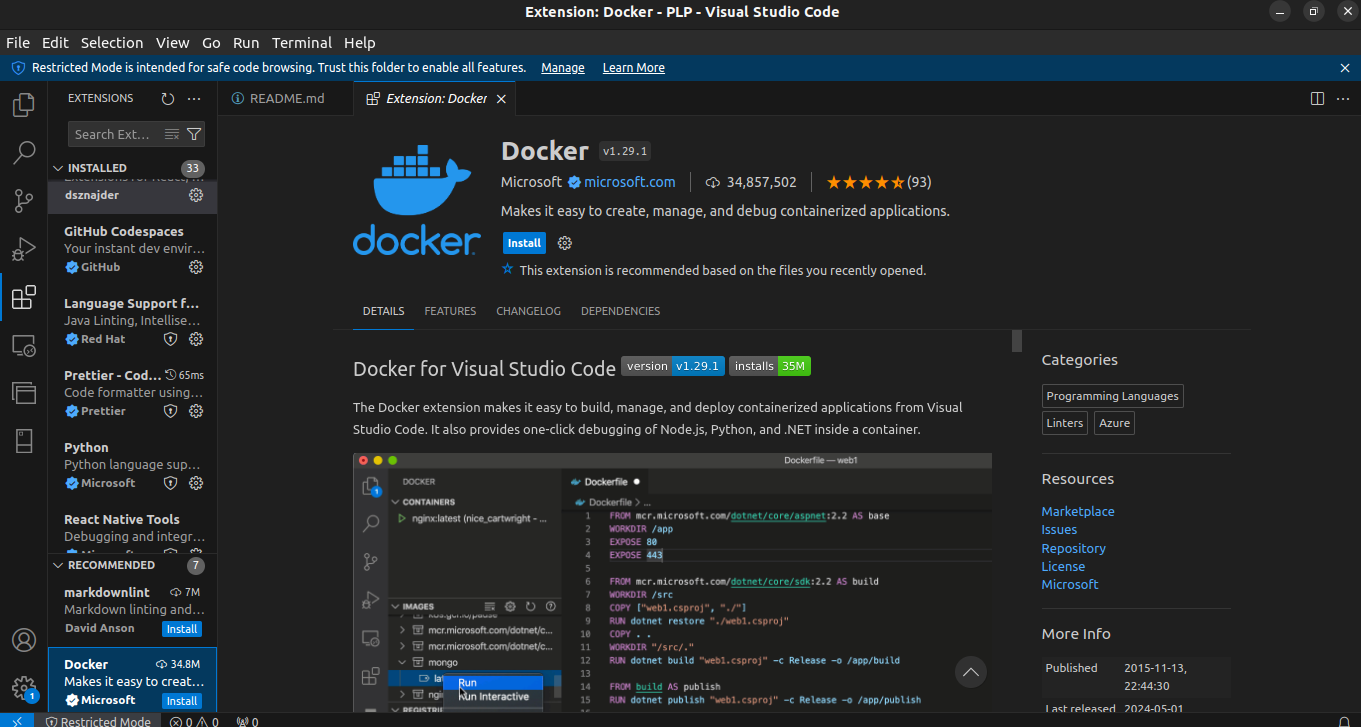 Extension: Docker - PLP - Visual Studio Code
File Edit Selection View Go Run Terminal Help
Restricted Mode is intended for safe code browsing. Trust this folder to enable all features. Manage Learn More
EXTENSIONS
Search Ext...
INSTALLED 33
dsznajder
GitHub Codespaces
Your instant dev envir...
GitHub
Language Support f...
Java Linting, Intellise...
Red Hat
Prettier - Cod... 65ms
Code formatter using...
Prettier
Python
Python language sup...
Microsoft
React Native Tools
Debugging and integr...
RECOMMENDED 7
markdownlint 7M
Markdown linting and...
David Anson Install
Docker 34.8M
Makes it easy to creat...
Microsoft Install
1
Restricted Mode 0 0 0
README.md Extension: Docker
docker
Docker v1.29.1
Microsoft microsoft.com 34,857,502 (93)
Makes it easy to create, manage, and debug containerized applications.
Install
This extension is recommended based on the files you recently opened.
DETAILS FEATURES CHANGELOG DEPENDENCIES
Docker for Visual Studio Code version v1.29.1 installs 35M
The Docker extension makes it easy to build, manage, and deploy containerized applications from Visual
Studio Code. It also provides one-click debugging of Node.js, Python, and .NET inside a container.
Dockerfile — web1
DOCKER
1
CONTAINERS
nginx:latest (nice_cartwright - ...
IMAGES
mcr.microsoft.com/dotnet/c...
mcr.microsoft.com/dotnet/c...
mongo
Run
Run Interactive
Dockerfile
Dockerfile > ...
1 FROM mcr.microsoft.com/dotnet/core/aspnet:2.2 AS base
2 WORKDIR /app
3 EXPOSE 80
4 EXPOSE 443
5
6 FROM mcr.microsoft.com/dotnet/core/sdk:2.2 AS build
7 WORKDIR /src
8 COPY ["web1.csproj", "./"]
9 RUN dotnet restore "./web1.csproj"
10 COPY . .
11 WORKDIR "/src/."
12 RUN dotnet build "web1.csproj" -c Release -o /app/build
13
14 FROM build AS publish
15 RUN dotnet publish "web1.csproj" -c Release -o /app/publish
Categories
Programming Languages
Linters Azure
Resources
Marketplace
Issues
Repository
License
Microsoft
More Info
Published 2015-11-13,
22:44:30
Last released 2024-05-01